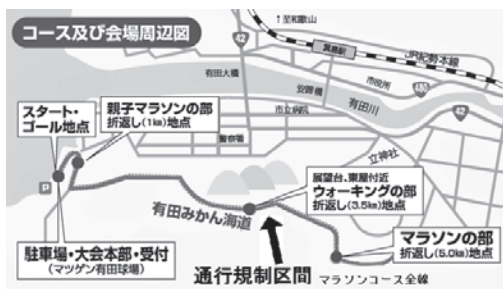 コース及び会場周辺図
↑至和歌山
42
箕島駅
JR紀勢本線
有田大橋
安諦橋
市役所
480
有田川
42
スタート・
ゴール地点
親子マラソンの部
折返し(1km)地点
市立病院
警察署
立神社
P
展望台、東屋付近
ウォーキングの部
折返し(3.5km)地点
有田みかん海道
駐車場・大会本部・受付
(マツゲン有田球場)
通行規制区間
マラソンコース全線
マラソンの部
折返し(5.0km)地点